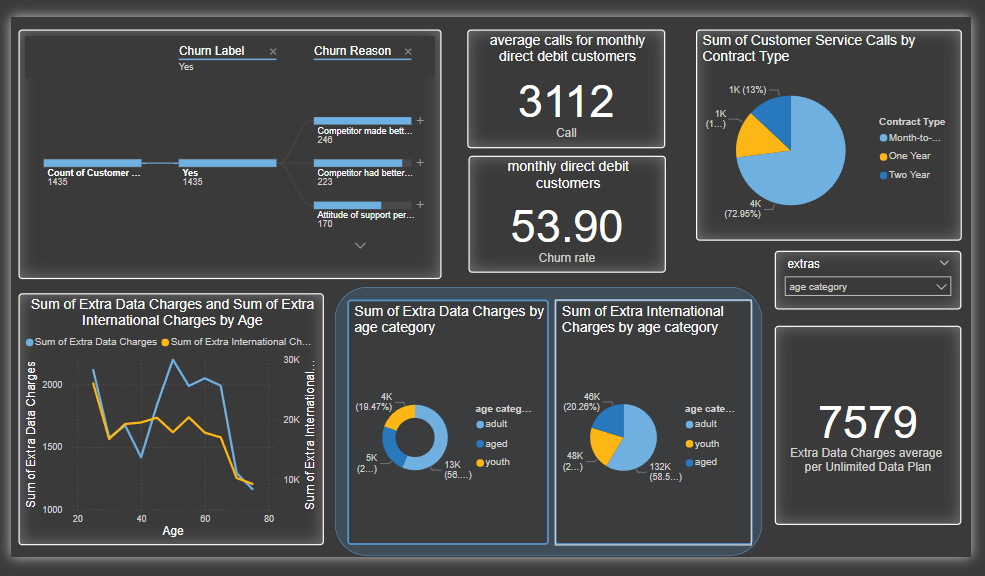 Churn Label
Churn Reason
Yes
Competitor made bett...
246
Count of Customer ...
1435
Yes
1435
Competitor had better...
223
Attitude of support per...
170
average calls for monthly
direct debit customers
3112
Call
monthly direct debit
customers
53.90
Churn rate
Sum of Customer Service Calls by
Contract Type
1K (13%)
1K
(1...)
4K
(72.95%)
Contract Type
Month-to-...
One Year
Two Year
extras
age category
Sum of Extra Data Charges and Sum of Extra
International Charges by Age
Sum of Extra Data Charges
Sum of Extra International Ch...
Sum of Extra Data Charges
2000
1500
1000
30K
20K
10K
Sum of Extra International...
20
40
60
80
Age
Sum of Extra Data Charges by
age category
4K
(19.47%)
5K
(2...)
13K
(56....)
age categ...
adult
aged
youth
Sum of Extra International
Charges by age category
46K
(20.26%)
48K
(2...)
132K
(58.5...)
age cate...
adult
youth
aged
7579
Extra Data Charges average
per Unlimited Data Plan